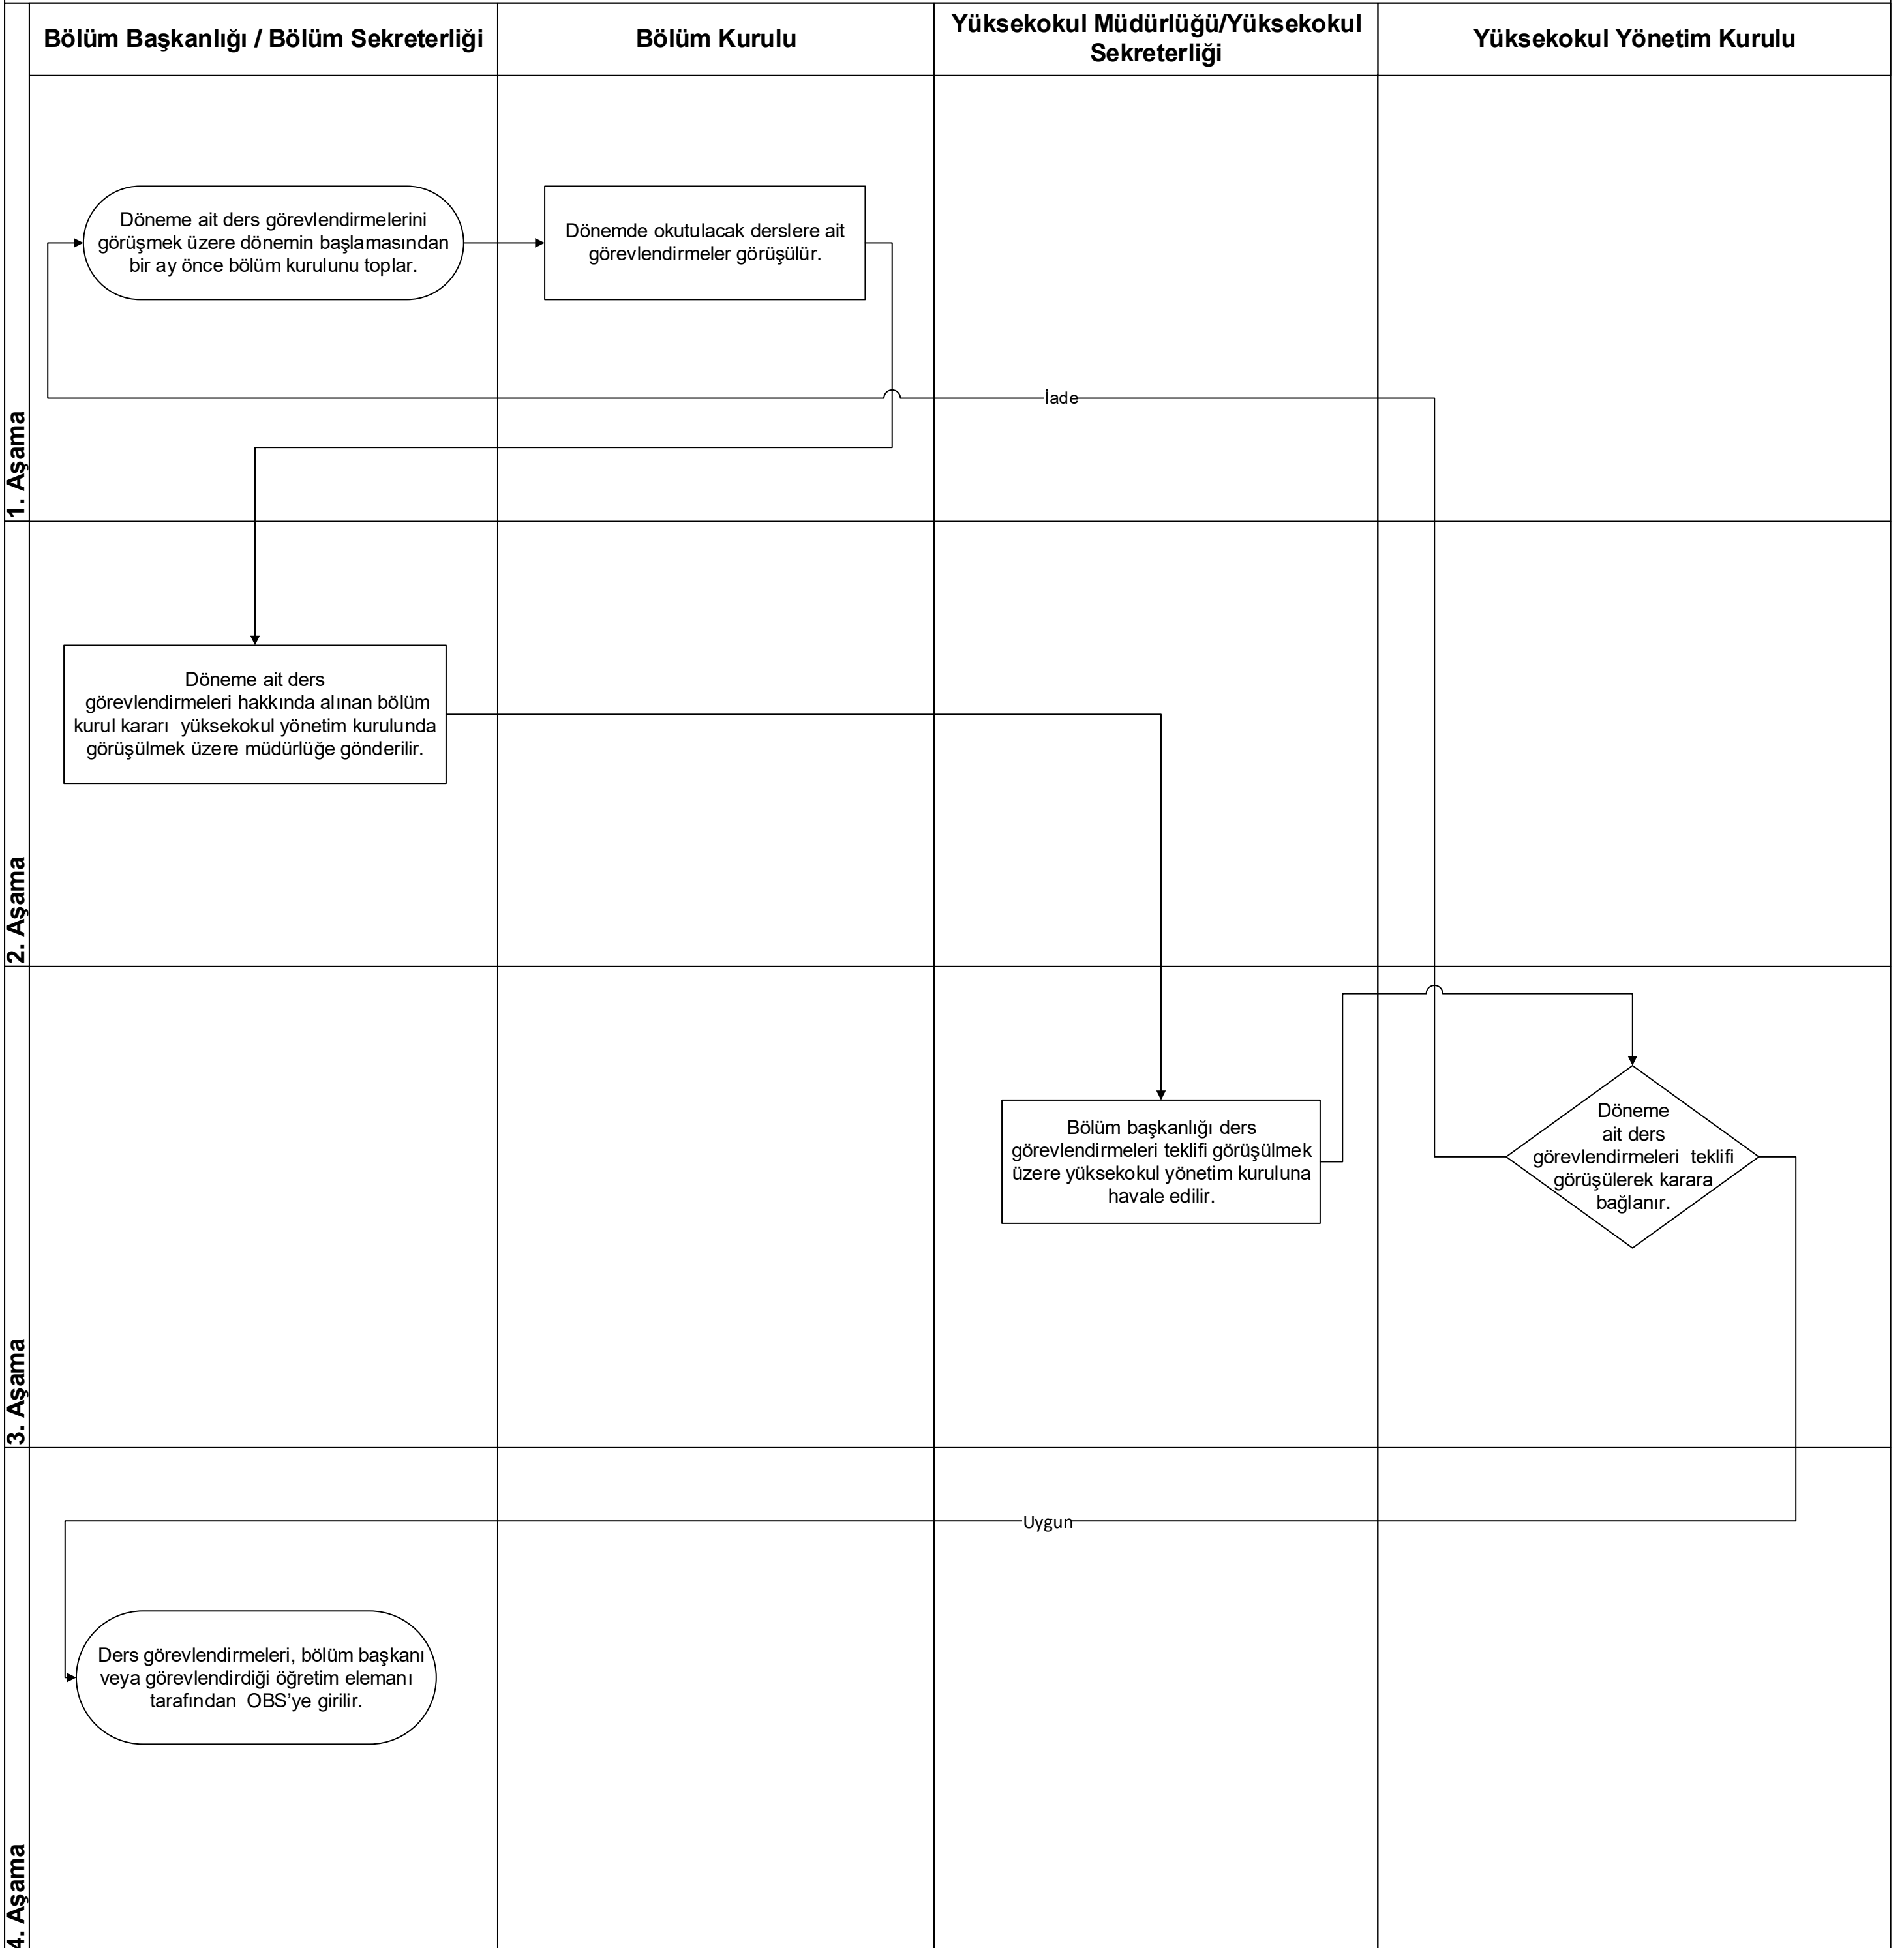 Bölüm Başkanlığı / Bölüm Sekreterliği
Bölüm Kurulu
Yüksekokul Müdürlüğü/Yüksekokul
Sekreterliği
Yüksekokul Yönetim Kurulu
1. Aşama
Döneme ait ders görevlendirmelerini
görüşmek üzere dönemin başlamasından
bir ay önce bölüm kurulunu toplar.
Dönemde okutulacak derslere ait
görevlendirmeler görüşülür.
İade
2. Aşama
Döneme ait ders
görevlendirmeleri hakkında alınan bölüm
kurul kararı  yüksekokul yönetim kurulunda
görüşülmek üzere müdürlüğe gönderilir.
3. Aşama
Bölüm başkanlığı ders
görevlendirmeleri teklifi görüşülmek
üzere yüksekokul yönetim kuruluna
havale edilir.
Döneme
ait ders
görevlendirmeleri  teklifi
görüşülerek karara
bağlanır.
4. Aşama
Uygun
Ders görevlendirmeleri, bölüm başkanı
veya görevlendirdiği öğretim elemanı
tarafından  OBS’ye girilir.